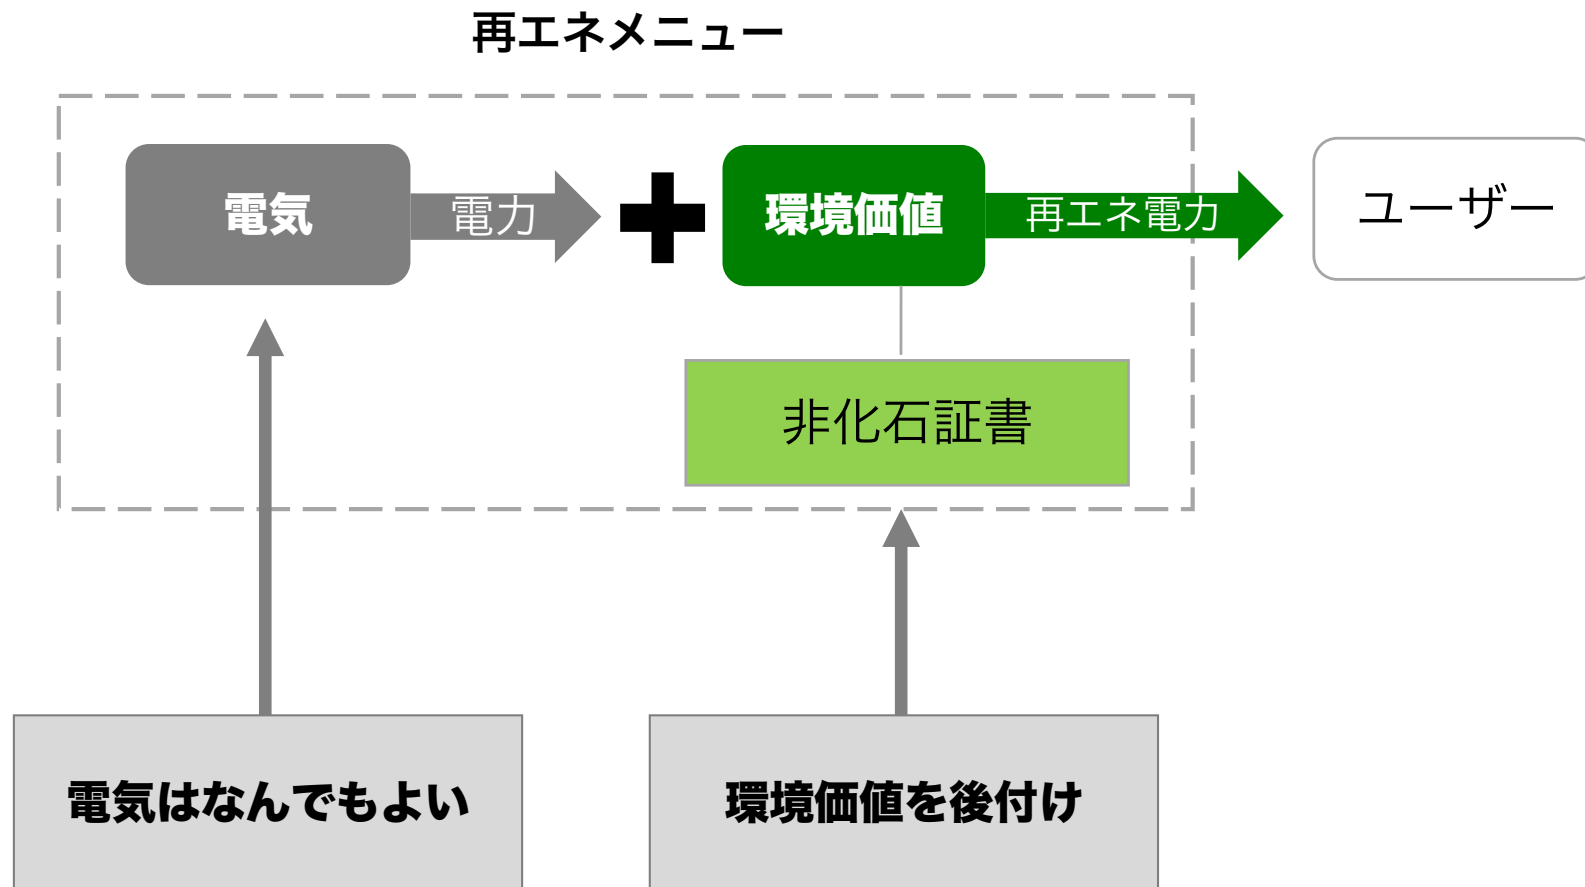 再エネメニュー
電気
電力
環境価値
再エネ電力
ユーザー
非化石証書
電気はなんでもよい
環境価値を後付け